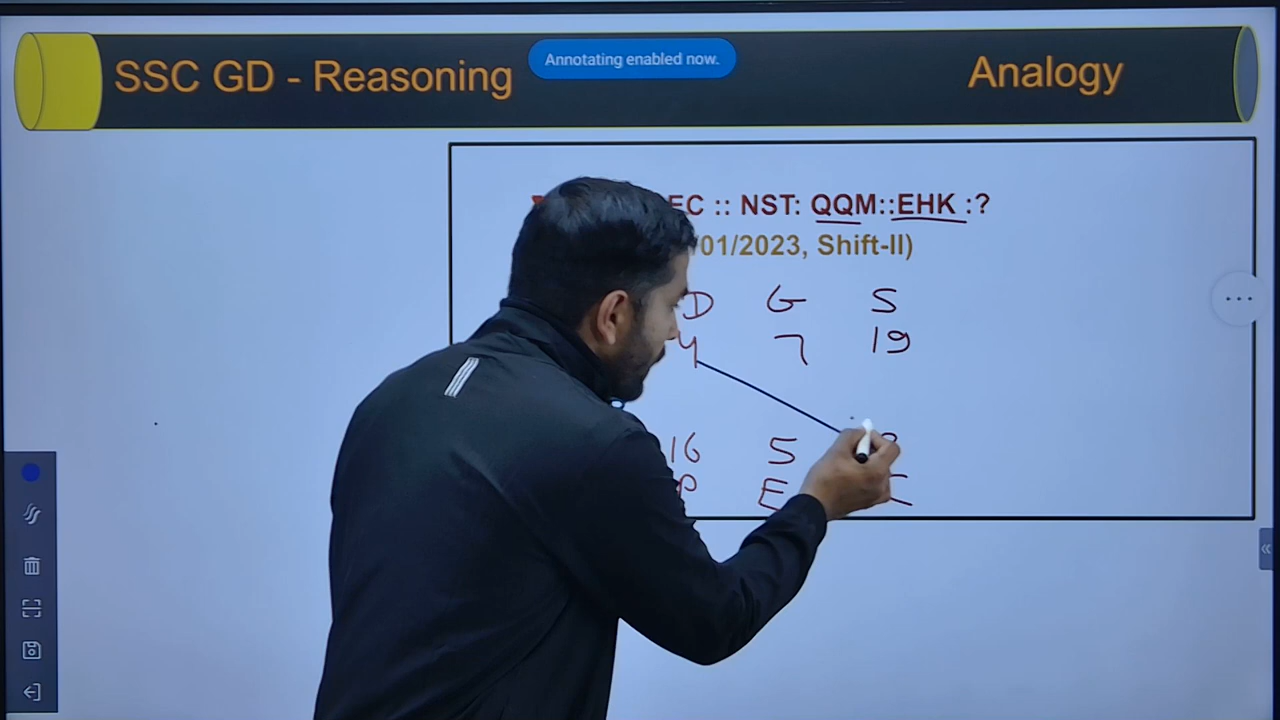 SSC GD - Reasoning
Annotating enabled now.
Analogy
EC :: NST: QQM::EHK :?
/01/2023, Shift-II)
D G S
4 7 19
16 5
P E C